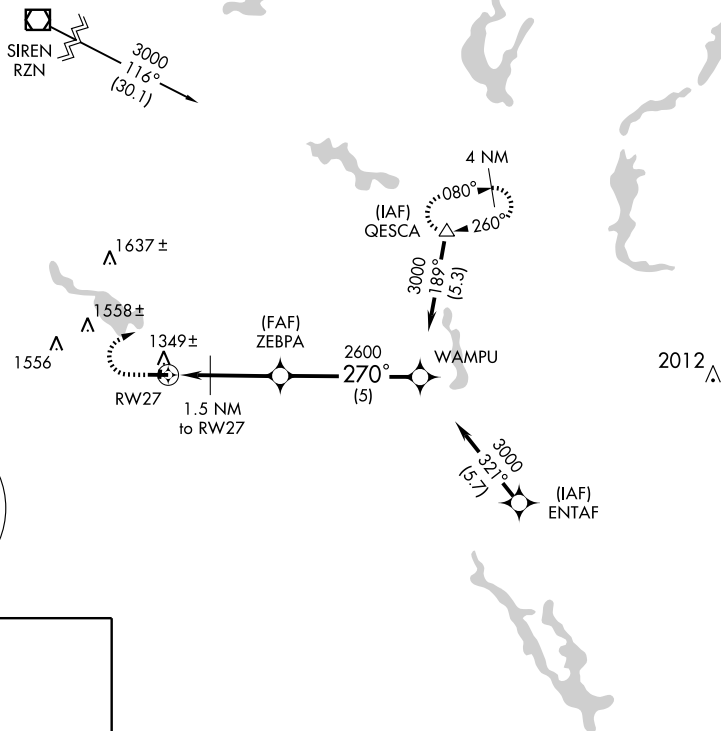 SIREN
RZN
3000
116°
(30.1)
4 NM
080°
260°
(IAF)
QESCA
3000
189°
(5.3)
1637 ±
1558 ±
1556
1349 ±
(FAF)
ZEBPA
2600
270°
(5)
WAMPU
2012
RW27
1.5 NM
to RW27
3000
321°
(5.7)
(IAF)
ENTAF